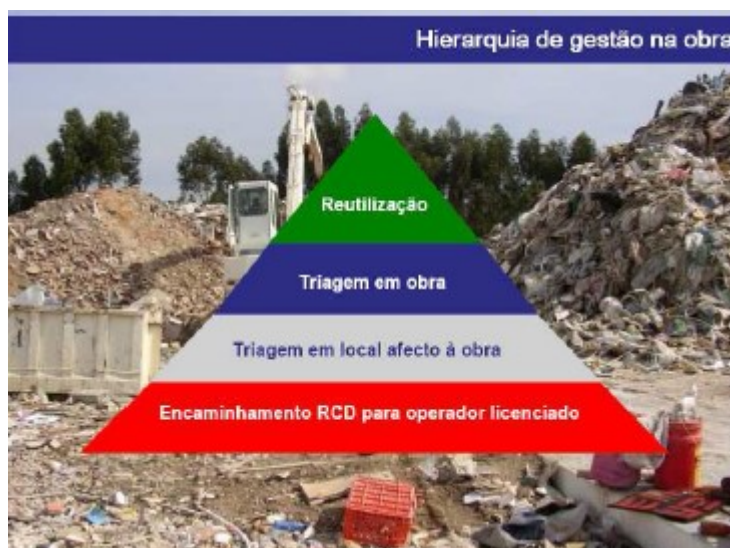 Hierarquia de gestão na obra
Reutilização
Triagem em obra
Triagem em local afecto à obra
Encaminhamento RCD para operador licenciado